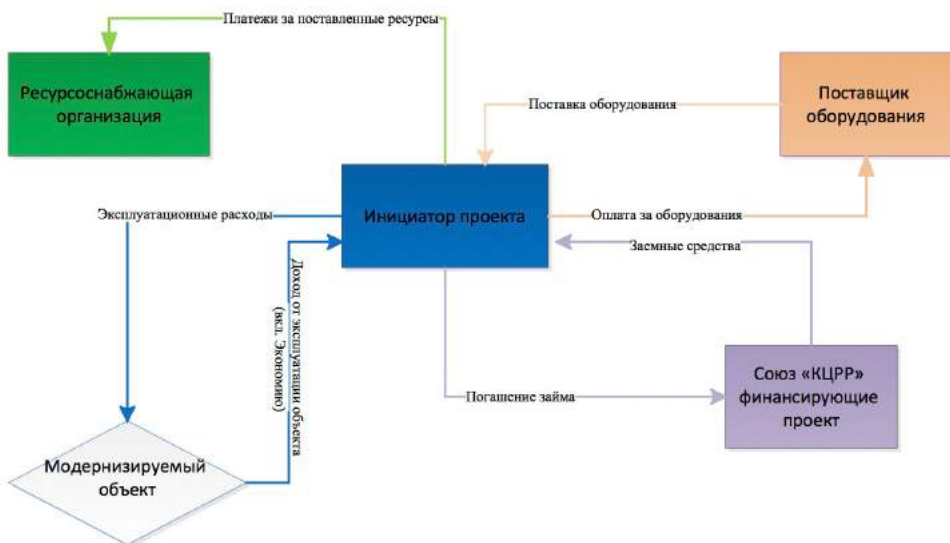 Платежи за поставленные ресурсы
Ресурсоснабжающая
организация
Поставщик
оборудования
Поставка оборудования
Эксплуатационные расходы
Инициатор проекта
Оплата за оборудования
Заемные средства
Доход от эксплуатации объекта
(вкл. Экономию)
Погашение займа
Союз «КЦРР»
финансирующие
проект
Модернизируемый
объект